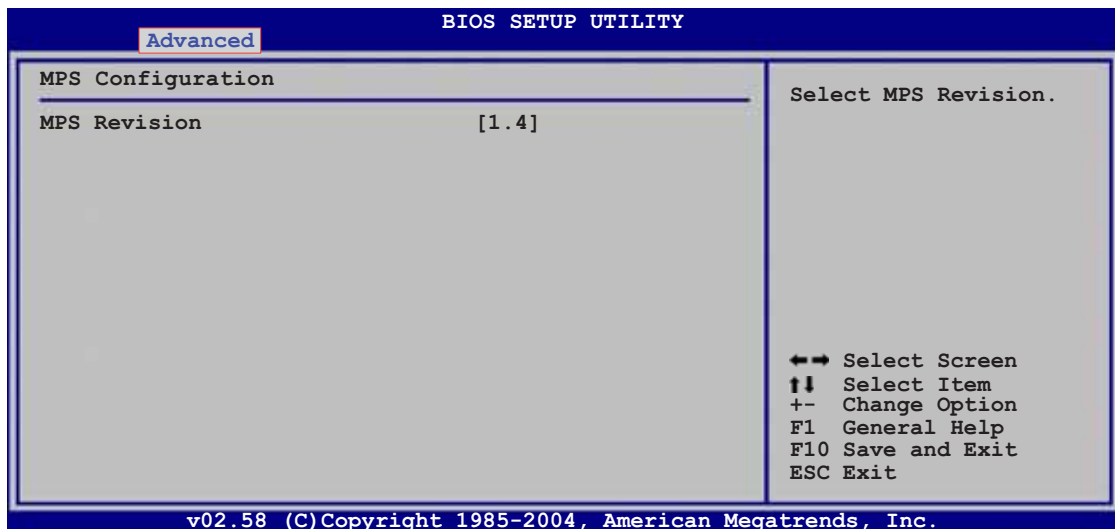 BIOS SETUP UTILITY
Advanced
MPS Configuration
MPS Revision [1.4]
Select MPS Revision.
Select Screen
Select Item
+- Change Option
F1 General Help
F10 Save and Exit
ESC Exit
v02.58 (C)Copyright 1985-2004, American Megatrends, Inc.